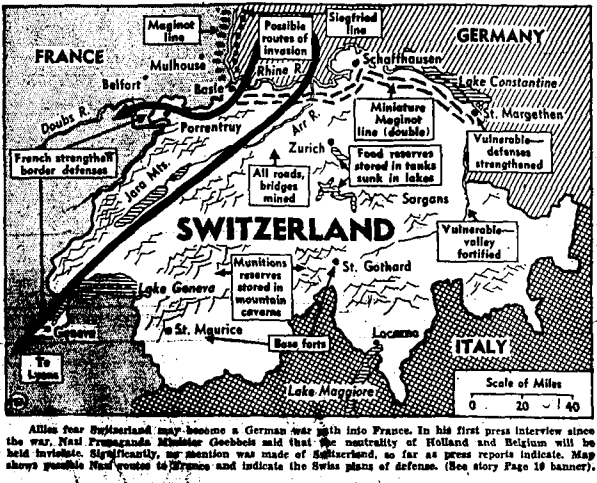 FRANCE
Maginot
line
Possible
routes of
invasion
Siegfried
line
GERMANY
Schaffhausen
Mulhouse
Belfort
Basle
Rhine R.
Lake Constantine
Doubs R.
St. Margethen
Porrentruy
Arr R.
Miniature
Maginot
line (double)
Vulnerable—
defenses
strengthened
French strengthen
border defenses
Jara Mts.
Zurich
Food reserves
stored in tanks
sunk in lakes
All roads,
bridges
mined
Sargans
SWITZERLAND
Vulnerable—
valley
fortified
Munitions
reserves
stored in
mountain
caverns
St. Gothard
Lake Geneva
Geneva
St. Maurice
Base forts
Locarno
ITALY
To
Lyons
Lake Maggiore
Scale of Miles
0 20 40
Allies fear Switzerland may become a German war path into France. In his first press interview since
the war, Nazi Propaganda Minister Goebbels said that the neutrality of Holland and Belgium will be
held inviolate. Significantly, no mention was made of Switzerland, so far as press reports indicate. Map
shows possible Nazi routes to France and indicate the Swiss plans of defense. (See story Page 10 banner).